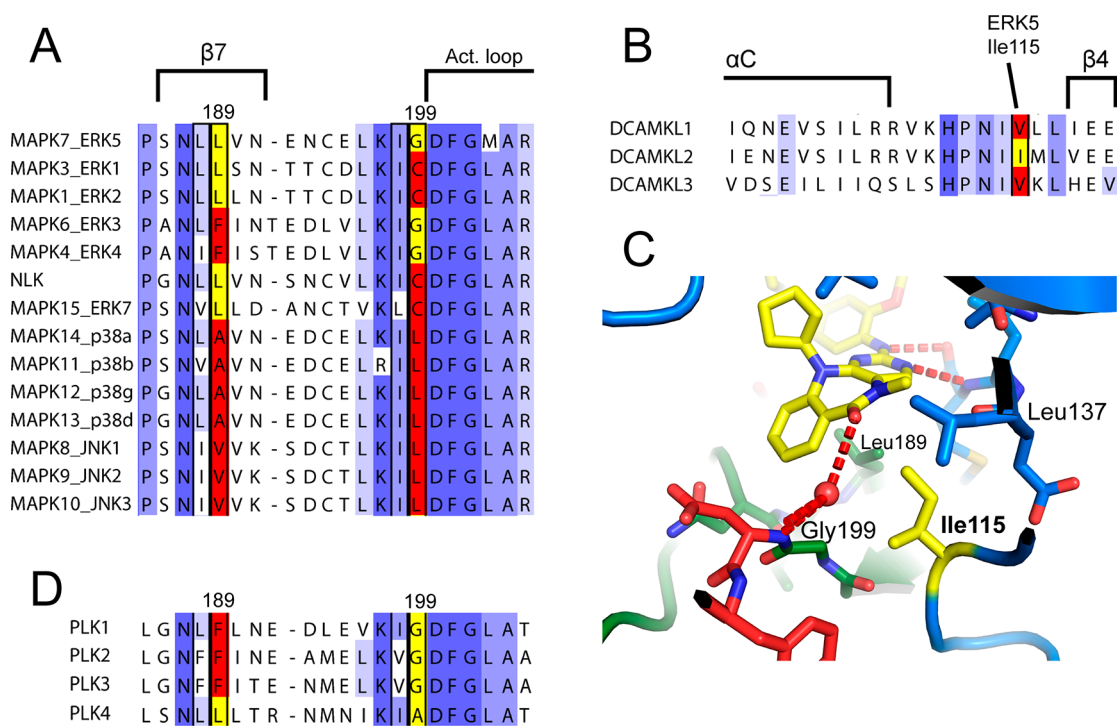 A
β7
Act. loop
189
199
MAPK7_ERK5 P S N L L V N - E N C E L K I G D F G M A R
MAPK3_ERK1 P S N L L L S N - T T C D L K I C D F G L A R
MAPK1_ERK2 P S N L L L N - T T C D L K I C D F G L A R
MAPK6_ERK3 P A N L F I N T E D L V L K I G D F G L A R
MAPK4_ERK4 P A N I F I S T E D L V L K I G D F G L A R
NLK P G N L L V N - S N C V L K I C D F G L A R
MAPK15_ERK7 P S N V L L D - A N C T V K L C D F G L A R
MAPK14_p38a P S N L A V N - E D C E L K I L D F G L A R
MAPK11_p38b P S N V A V N - E D C E L R I L D F G L A R
MAPK12_p38g P G N L A V N - E D C E L K I L D F G L A R
MAPK13_p38d P G N L A V N - E D C E L K I L D F G L A R
MAPK8_JNK1 P S N I V V K - S D C T L K I L D F G L A R
MAPK9_JNK2 P S N I V V K - S D C T L K I L D F G L A R
MAPK10_JNK3 P S N I V V K - S D C T L K I L D F G L A R
B
ERK5
Ile115
αC
β4
DCAMKL1 I Q N E V S I L R R V K H P N I V L L I E E
DCAMKL2 I E N E V S I L R R V K H P N I I M L V E E
DCAMKL3 V D S E I L I I Q S L S H P N I V K L H E V
C
Leu137
Leu189
Ile115
Gly199
D
189
199
PLK1 L G N L F L N E - D L E V K I G D F G L A T
PLK2 L G N F F I N E - A M E L K V G D F G L A A
PLK3 L G N F F I T E - N M E L K V G D F G L A A
PLK4 L S N L L L T R - N M N I K I A D F G L A T